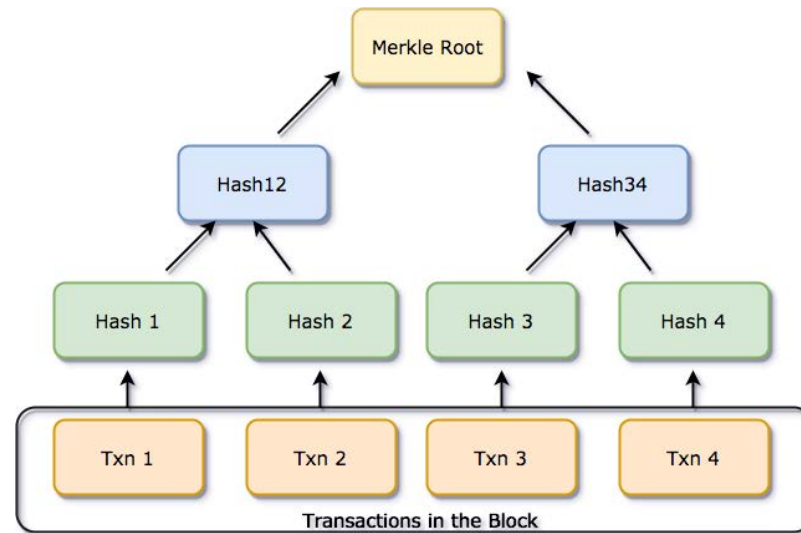 Merkle Root
Hash12
Hash34
Hash 1
Hash 2
Hash 3
Hash 4
Txn 1
Txn 2
Txn 3
Txn 4
Transactions in the Block